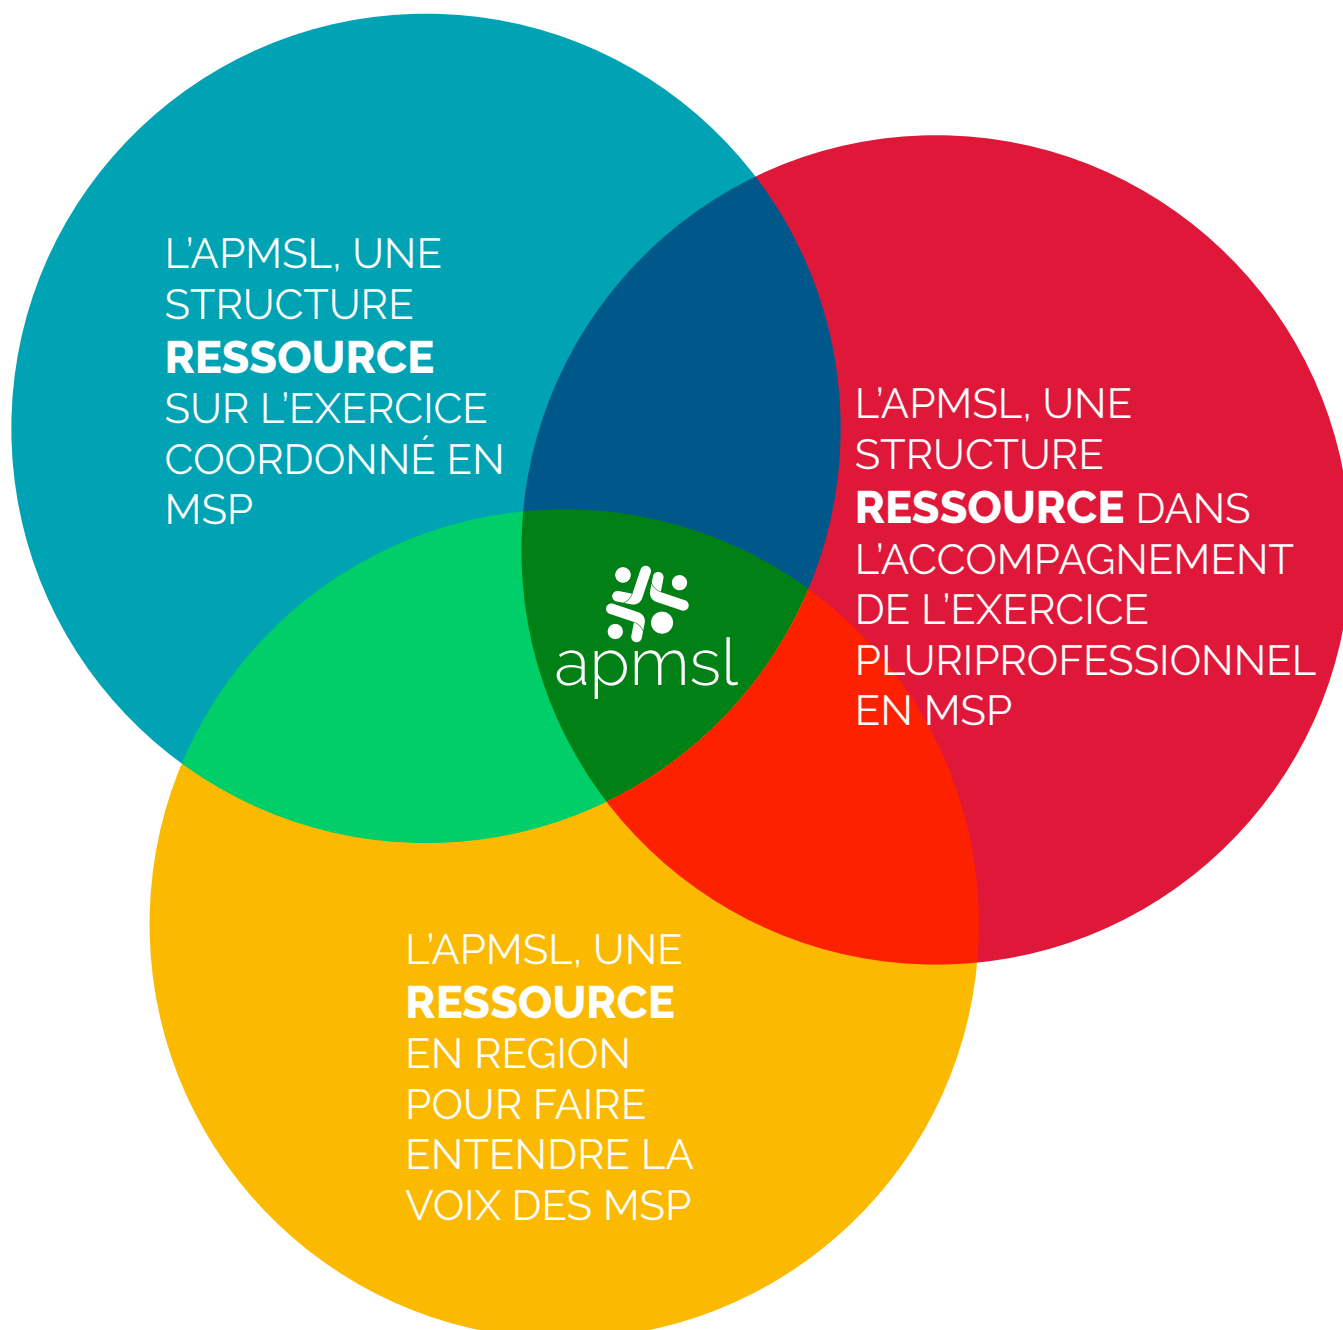 L'APMSL, UNE
STRUCTURE
RESSOURCE
SUR L'EXERCICE
COORDONNÉ EN
MSP
L'APMSL, UNE
STRUCTURE
RESSOURCE DANS
L'ACCOMPAGNEMENT
DE L'EXERCICE
PLURIPROFESSIONNEL
EN MSP
apmsl
L'APMSL, UNE
RESSOURCE
EN REGION
POUR FAIRE
ENTENDRE LA
VOIX DES MSP